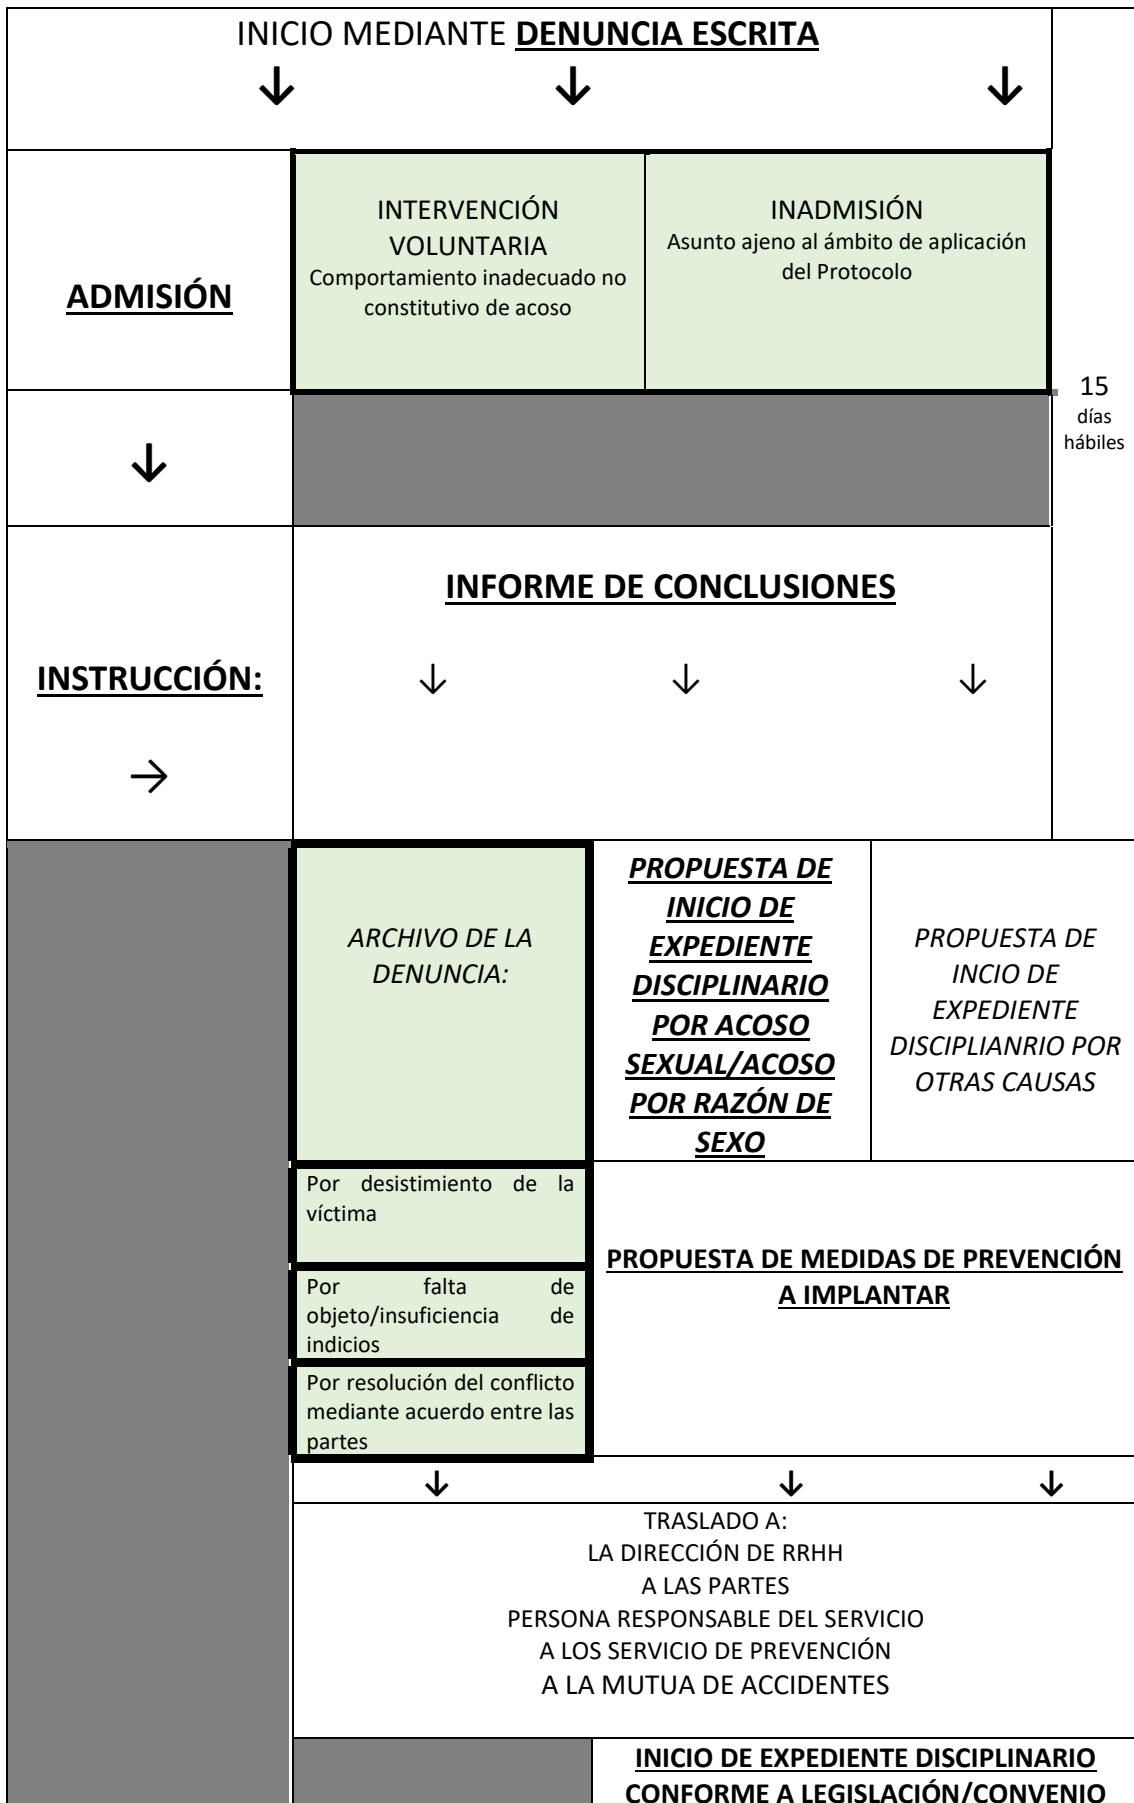 INICIO MEDIANTE DENUNCIA ESCRITA
↓ ↓ ↓
ADMISIÓN
INTERVENCIÓN
VOLUNTARIA
Comportamiento inadecuado no
constitutivo de acoso
INADMISIÓN
Asunto ajeno al ámbito de aplicación
del Protocolo
15
días
hábiles
↓
INSTRUCCIÓN:
→
INFORME DE CONCLUSIONES
↓ ↓ ↓
ARCHIVO DE LA
DENUNCIA:
PROPUESTA DE
INICIO DE
EXPEDIENTE
DISCIPLINARIO
POR ACOSO
SEXUAL/ACOSO
POR RAZÓN DE
SEXO
PROPUESTA DE
INCIO DE
EXPEDIENTE
DISCIPLIANRIO POR
OTRAS CAUSAS
Por desistimiento de la
víctima
Por falta de
objeto/insuficiencia de
indicios
Por resolución del conflicto
mediante acuerdo entre las
partes
PROPUESTA DE MEDIDAS DE PREVENCIÓN
A IMPLANTAR
↓ ↓ ↓
TRASLADO A:
LA DIRECCIÓN DE RRHH
A LAS PARTES
PERSONA RESPONSABLE DEL SERVICIO
A LOS SERVICIO DE PREVENCIÓN
A LA MUTUA DE ACCIDENTES
INICIO DE EXPEDIENTE DISCIPLINARIO
CONFORME A LEGISLACIÓN/CONVENIO